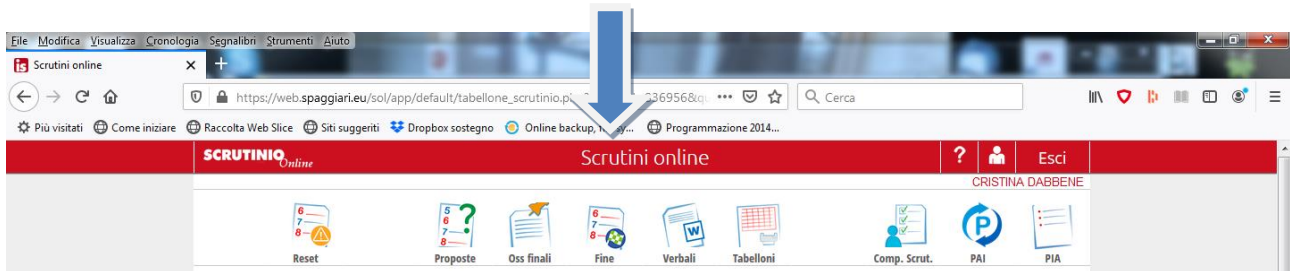 File Modifica Visualizza Cronologia Segnalibri Strumenti Aiuto
Scrutini online
https://web.spaggiari.eu/sol/app/default/tabellone_scrutinio.p
Cerca
Più visitati Come iniziare Raccolta Web Slice Siti suggeriti Dropbox sostegno Online backup, Programmazione 2014...
SCRUTINIO Online Scrutini online ? Esci
CRISTINA DABBENE
Reset Proposte Oss finali Fine Verbali Tabelloni Comp. Scrut. PAI PIA